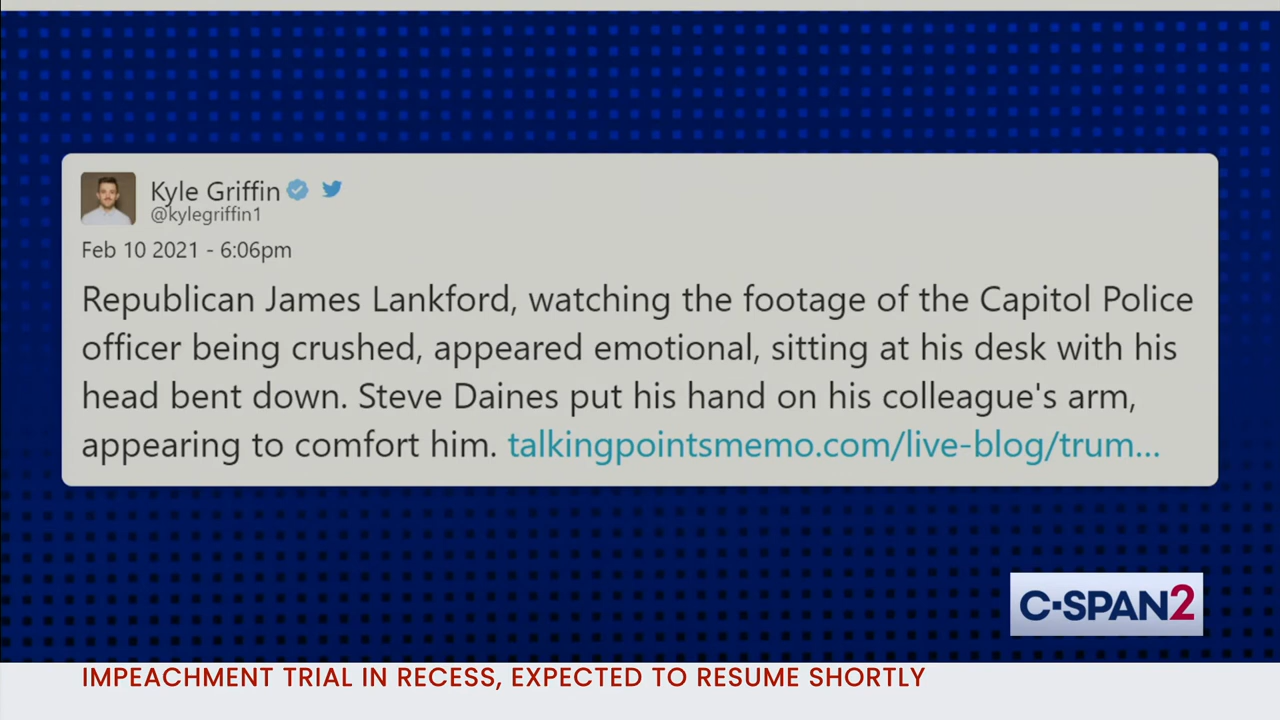 Kyle Griffin
@kylegriffin1
Feb 10 2021 - 6:06pm
Republican James Lankford, watching the footage of the Capitol Police
officer being crushed, appeared emotional, sitting at his desk with his
head bent down. Steve Daines put his hand on his colleague's arm,
appearing to comfort him. talkingpointsmemo.com/live-blog/trum...
C-SPAN2
IMPEACHMENT TRIAL IN RECESS, EXPECTED TO RESUME SHORTLY